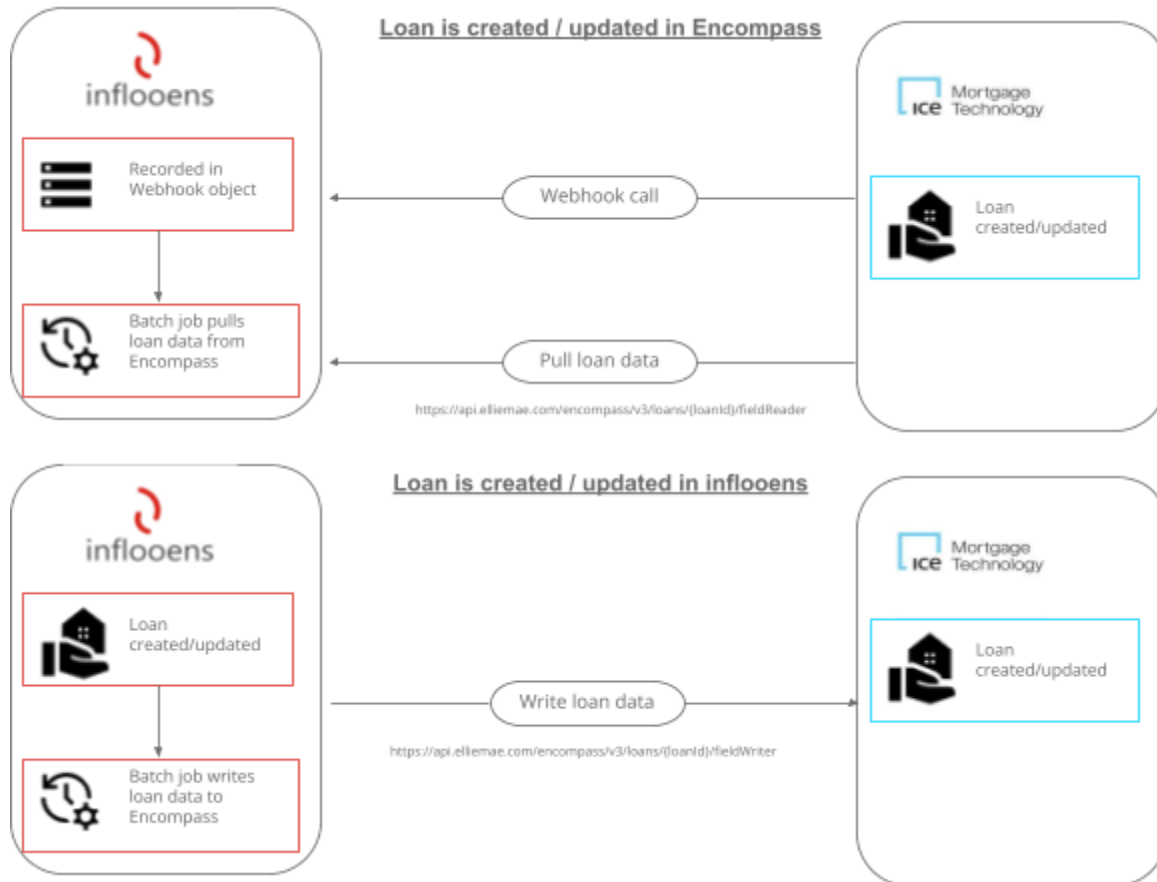 Loan is created / updated in Encompass
inflooens
ICE Mortgage
Technology
Recorded in
Webhook object
Webhook call
Loan
created/updated
Batch job pulls
loan data from
Encompass
Pull loan data
https://api.elliemae.com/encompass/v3/loans/{loanId}/fieldReader
Loan is created / updated in inflooens
inflooens
ICE Mortgage
Technology
Loan
created/updated
Loan
created/updated
Write loan data
https://api.elliemae.com/encompass/v3/loans/{loanId}/fieldWriter
Batch job writes
loan data to
Encompass